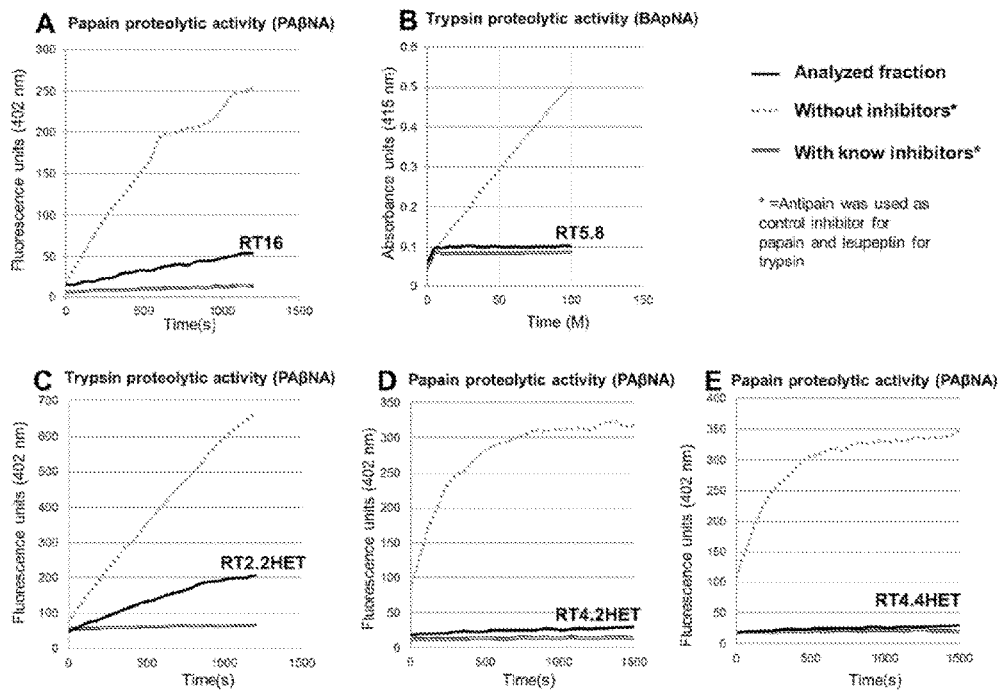 A Papain proteolytic activity (PAβNA)
Fluorescence units (402 nm)
300
250
200
150
100
50
0
RT16
0 500 1000 1500
Time(s)
B Trypsin proteolytic activity (BApNA)
Absorbance units (415 nm)
0.6
0.5
0.4
0.3
0.2
0.1
0
RT5.8
0 50 100 150
Time (M)
Analyzed fraction
Without inhibitors*
With know inhibitors*
* =Antipain was used as
control inhibitor for
papain and leupeptin for
trypsin
C Trypsin proteolytic activity (PAβNA)
Fluorescence units (402 nm)
700
600
500
400
300
200
100
0
RT2.2HET
0 500 1000 1500
Time(s)
D Papain proteolytic activity (PAβNA)
Fluorescence units (402 nm)
350
300
250
200
150
100
50
0
RT4.2HET
0 500 1000 1500
Time(s)
E Papain proteolytic activity (PAβNA)
Fluorescence units (402 nm)
400
350
300
250
200
150
100
50
0
RT4.4HET
0 500 1000 1500
Time(s)